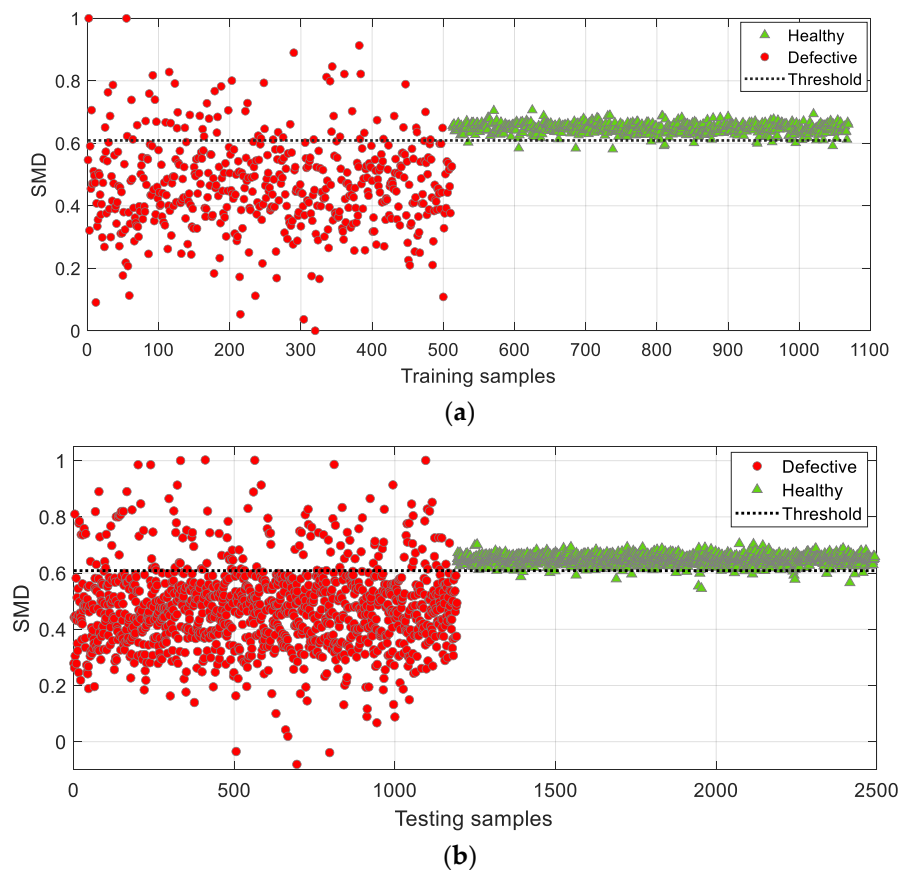 1
0.8
0.6
0.4
0.2
0
SMD
Healthy
Defective
Threshold
0 100 200 300 400 500 600 700 800 900 1000 1100
Training samples
(a)
1
0.8
0.6
0.4
0.2
0
SMD
Defective
Healthy
Threshold
0 500 1000 1500 2000 2500
Testing samples
(b)